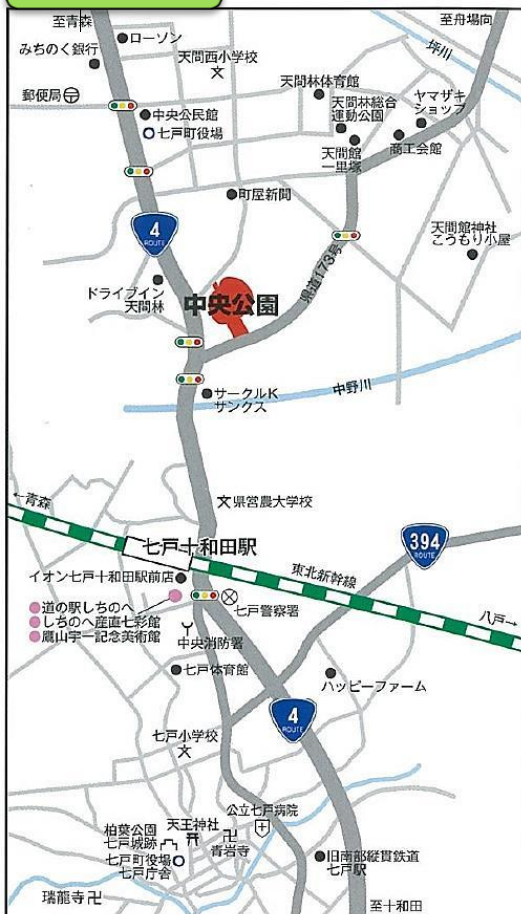 至青森
至舟場向
ローソン
みちのく銀行
坪川
天間西小学校
天間林体育館
郵便局
天間林総合
運動公園
ヤマザキ
ショップ
中央公民館
七戸町役場
天間館
一里塚
商工会館
町屋新聞
4
ROUTE
天間館神社
こうもり小屋
県道173号
ドライブイン
天間林
中央公園
サークルK
サンクス
中野川
←青森
県営農大学校
七戸十和田駅
394
ROUTE
東北新幹線
イオン七戸十和田駅前店
八戸→
道の駅しちのへ
しちのへ産直七彩館
鷹山宇一記念美術館
七戸警察署
中央消防署
七戸体育館
ハッピーファーム
4
ROUTE
七戸小学校
公立七戸病院
柏葉公園
七戸城跡
天王神社
青岩寺
七戸町役場
七戸庁舎
旧南部縦貫鉄道
七戸駅
瑞龍寺
至十和田